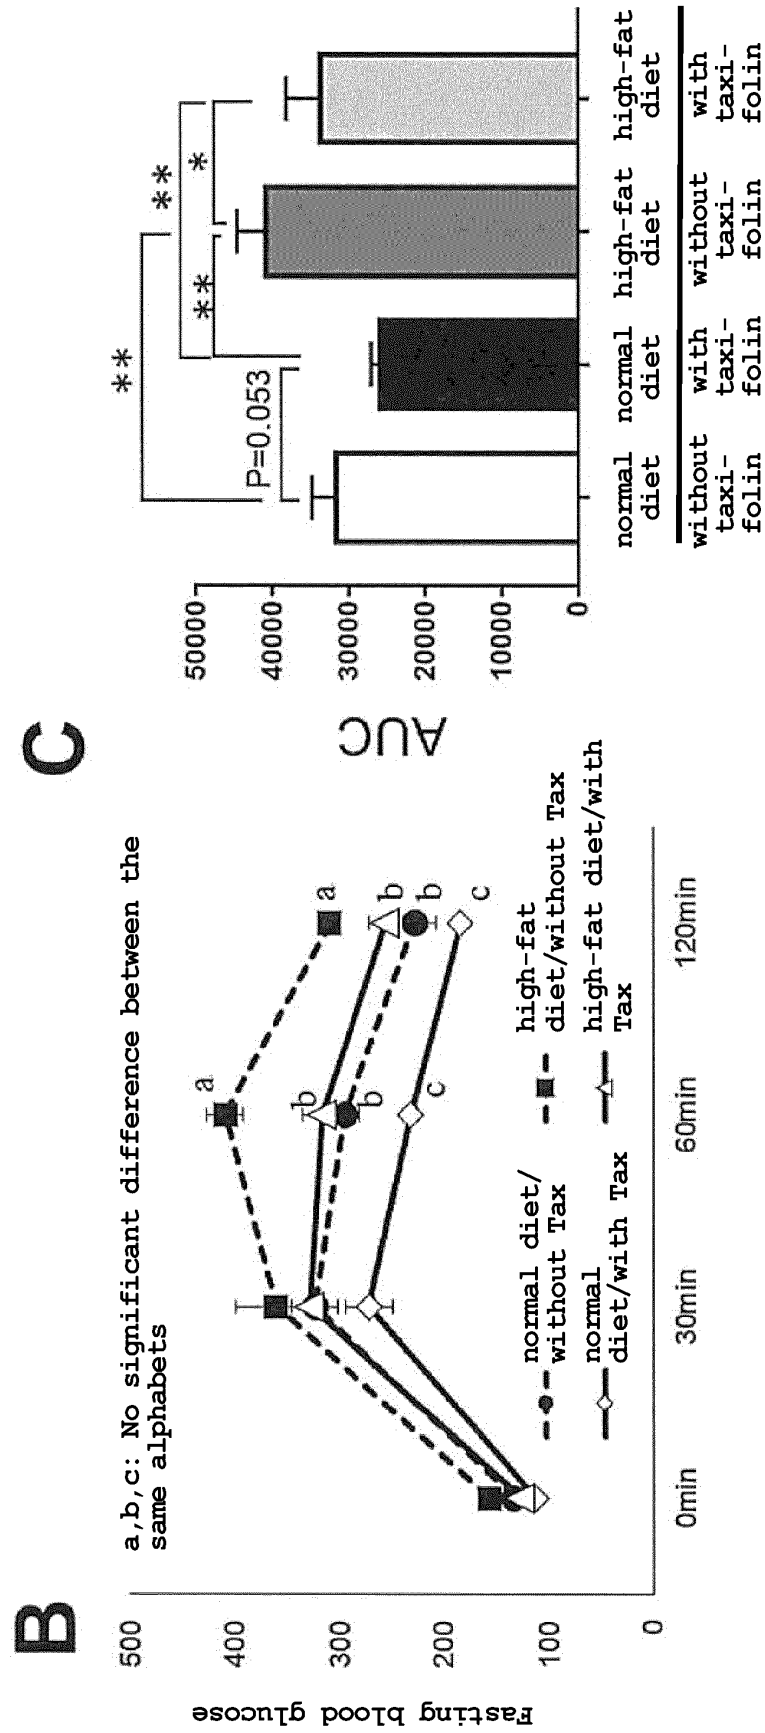 B
a,b,c: No significant difference between the
same alphabets
Fasting blood glucose
500
400
300
200
100
0
a
a
b
b
b
b
c
c
0min
30min
60min
120min
normal diet/
without Tax
high-fat
diet/without Tax
normal
diet/with Tax
high-fat diet/with
Tax
C
AUC
50000
40000
30000
20000
10000
0
**
**
** *
P=0.053
normal
diet
normal
diet
high-fat
diet
high-fat
diet
without
taxi-
folin
with
taxi-
folin
without
taxi-
folin
with
taxi-
folin